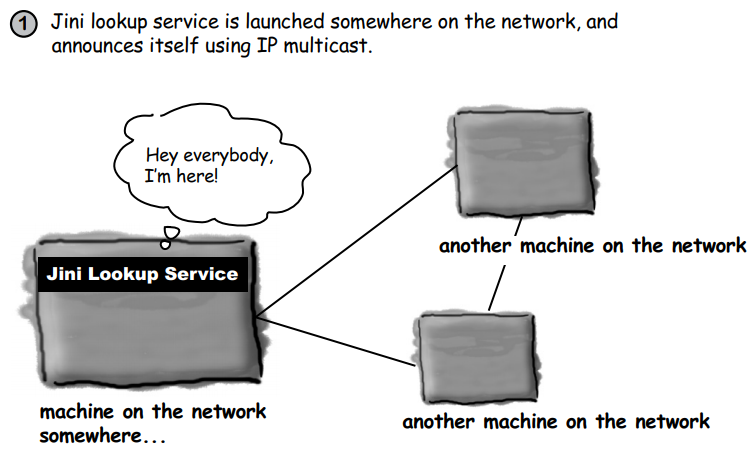 1 Jini lookup service is launched somewhere on the network, and
announces itself using IP multicast.
Hey everybody,
I'm here!
another machine on the network
Jini Lookup Service
machine on the network
somewhere...
another machine on the network